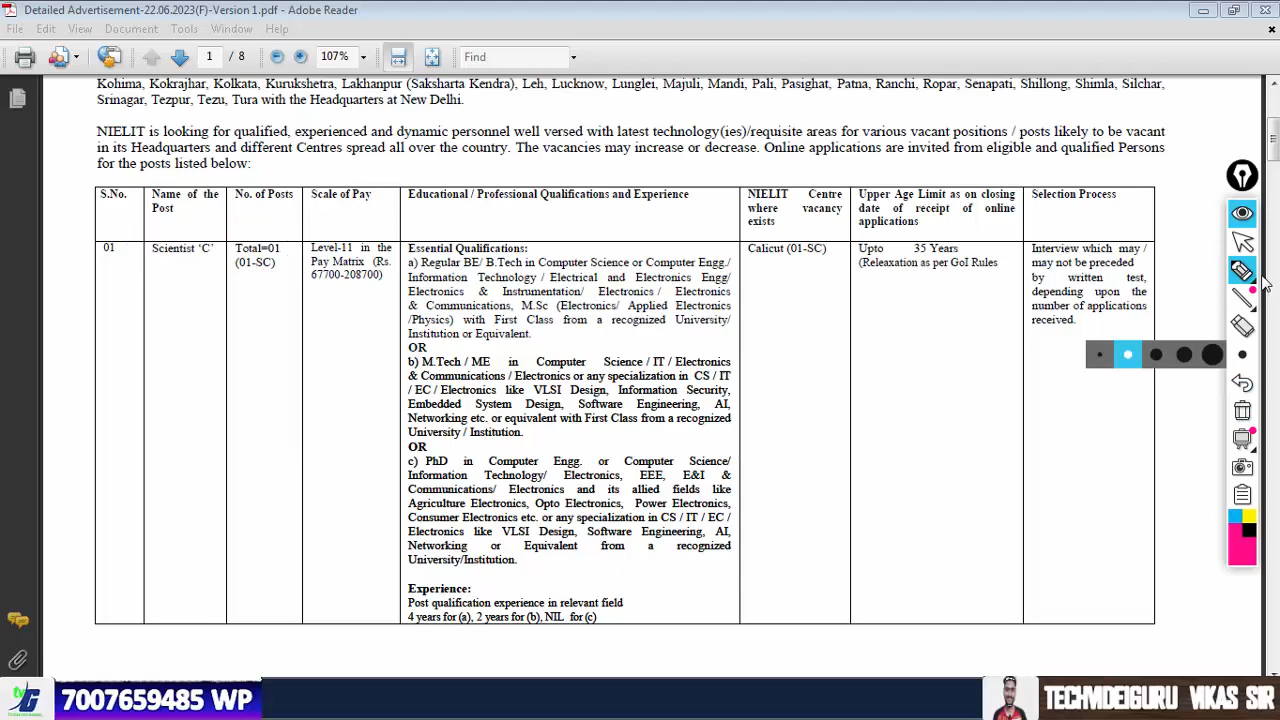 Detailed Advertisement-22.06.2023(F)-Version 1.pdf - Adobe Reader
File Edit View Document Tools Window Help
1 / 8 107% Find
Kohima, Kokrajhar, Kolkata, Kurukshetra, Lakhanpur (Saksharta Kendra), Leh, Lucknow, Lunglei, Majuli, Mandi, Pali, Pasighat, Patna, Ranchi, Ropar, Senapati, Shillong, Shimla, Silchar,
Srinagar, Tezpur, Tezu, Tura with the Headquarters at New Delhi.
NIELIT is looking for qualified, experienced and dynamic personnel well versed with latest technology(ies)/requisite areas for various vacant positions / posts likely to be vacant
in its Headquarters and different Centres spread all over the country. The vacancies may increase or decrease. Online applications are invited from eligible and qualified Persons
for the posts listed below:
S.No.
Name of the
Post
No. of Posts
Scale of Pay
Educational / Professional Qualifications and Experience
NIELIT Centre
where vacancy
exists
Upper Age Limit as on closing
date of receipt of online
applications
Selection Process
01
Scientist ‘C’
Total=01
(01-SC)
Level-11 in the
Pay Matrix (Rs.
67700-208700)
Essential Qualifications:
a) Regular BE/ B.Tech in Computer Science or Computer Engg./
Information Technology / Electrical and Electronics Engg/
Electronics & Instrumentation/ Electronics / Electronics
& Communications, M.Sc (Electronics/ Applied Electronics
/Physics) with First Class from a recognized University/
Institution or Equivalent.
OR
b) M.Tech / ME in Computer Science / IT / Electronics
& Communications / Electronics or any specialization in CS / IT
/ EC / Electronics like VLSI Design, Information Security,
Embedded System Design, Software Engineering, AI,
Networking etc. or equivalent with First Class from a recognized
University / Institution.
OR
c) PhD in Computer Engg. or Computer Science/
Information Technology/ Electronics, EEE, E&I &
Communications/ Electronics and its allied fields like
Agriculture Electronics, Opto Electronics, Power Electronics,
Consumer Electronics etc. or any specialization in CS / IT / EC /
Electronics like VLSI Design, Software Engineering, AI,
Networking or Equivalent from a recognized
University/Institution.
Experience:
Post qualification experience in relevant field
4 years for (a), 2 years for (b), NIL for (c)
Calicut (01-SC)
Upto 35 Years
(Releaxation as per GoI Rules
Interview which may /
may not be preceded
by written test,
depending upon the
number of applications
received.
7007659485 WP
TECHMDEIGURU VIKAS SIR